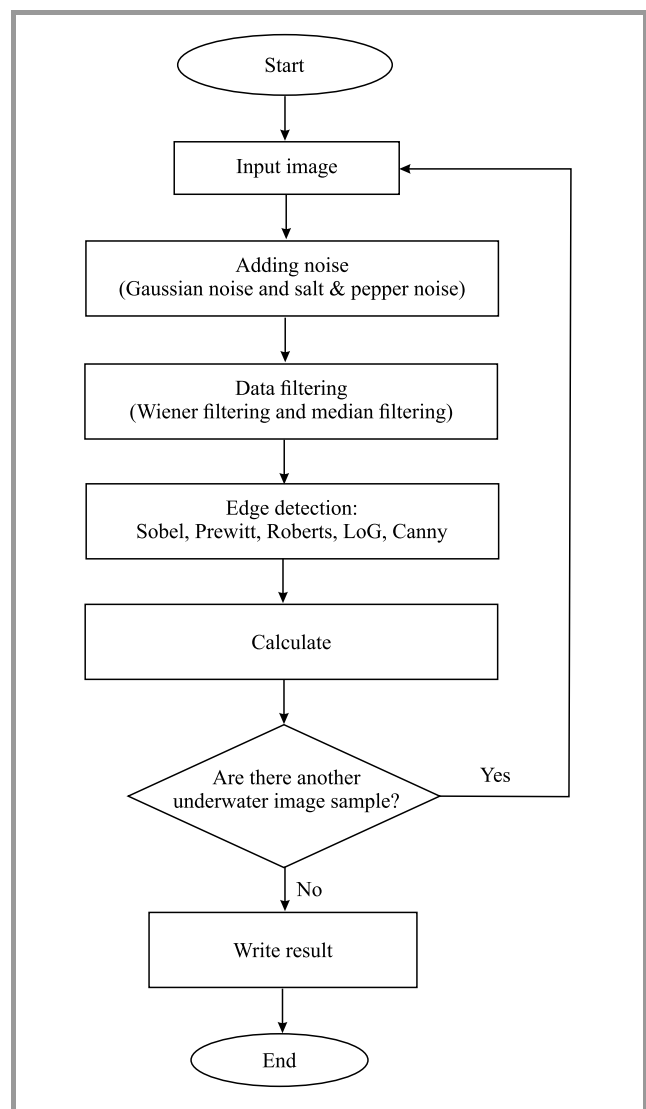 Start
Input image
Adding noise
(Gaussian noise and salt & pepper noise)
Data filtering
(Wiener filtering and median filtering)
Edge detection:
Sobel, Prewitt, Roberts, LoG, Canny
Calculate
Are there another
underwater image sample?
Yes
No
Write result
End